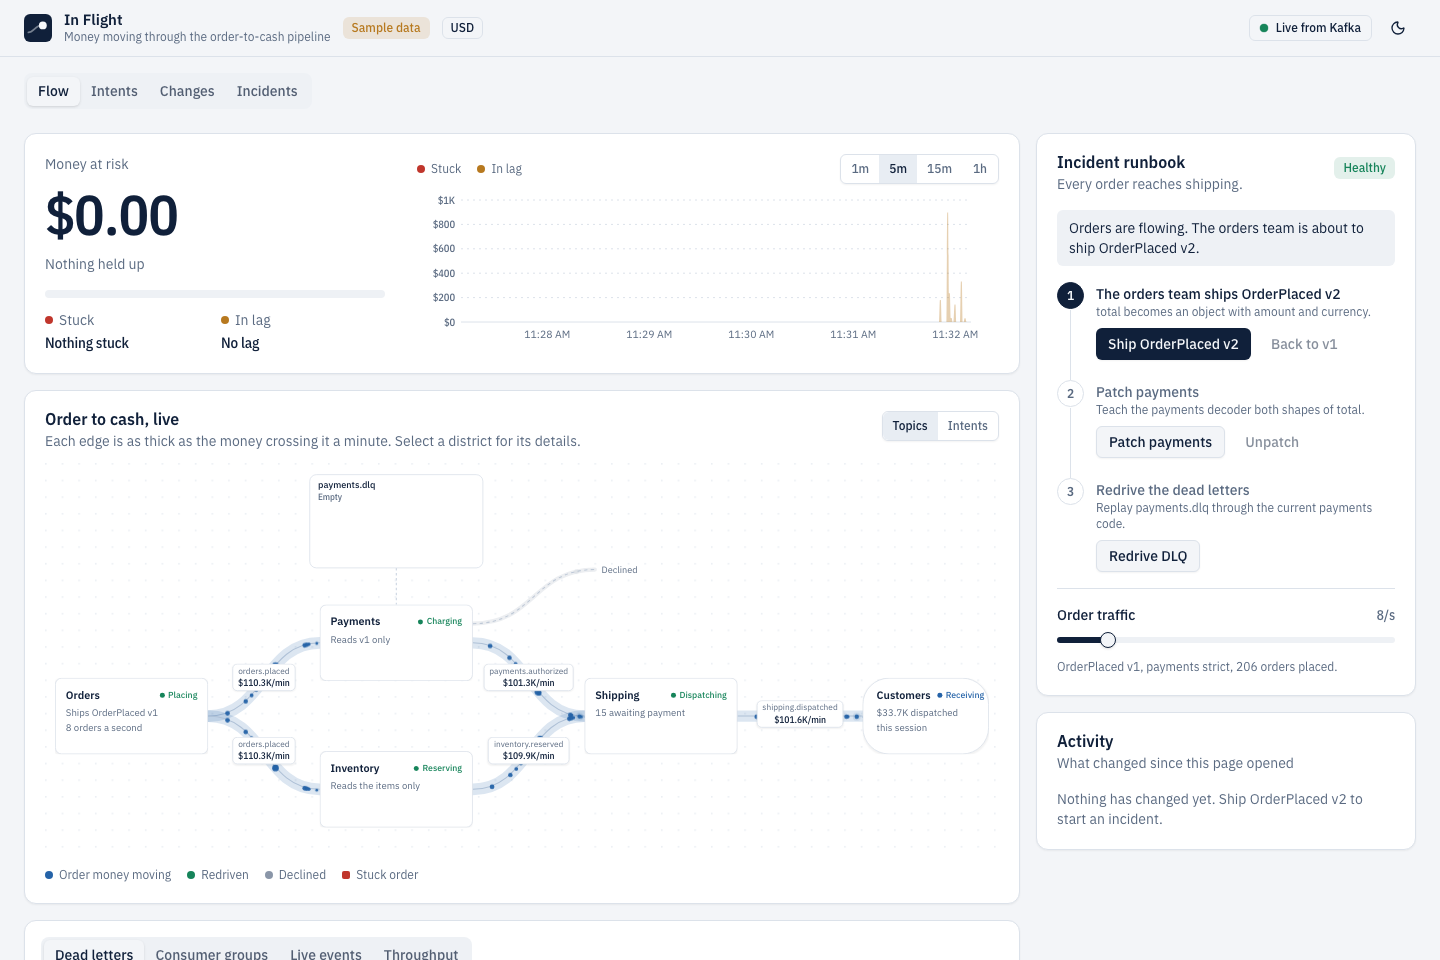 In Flight
Money moving through the order-to-cash pipeline
Sample data
USD
Live from Kafka
Flow
Intents
Changes
Incidents
Money at risk
$0.00
Nothing held up
Stuck
Nothing stuck
In lag
No lag
Stuck
In lag
1m
5m
15m
1h
$1K
$800
$600
$400
$200
$0
11:28 AM
11:29 AM
11:30 AM
11:31 AM
11:32 AM
Order to cash, live
Each edge is as thick as the money crossing it a minute. Select a district for its details.
Topics
Intents
payments.dlq
Empty
Declined
Payments
Charging
Reads v1 only
orders.placed
$110.3K/min
payments.authorized
$101.3K/min
Orders
Placing
Ships OrderPlaced v1
8 orders a second
Shipping
Dispatching
15 awaiting payment
shipping.dispatched
$101.6K/min
Customers
Receiving
$33.7K dispatched
this session
orders.placed
$110.3K/min
inventory.reserved
$109.9K/min
Inventory
Reserving
Reads the items only
Order money moving
Redriven
Declined
Stuck order
Dead letters
Consumer groups
Live events
Throughput
Incident runbook
Every order reaches shipping.
Healthy
Orders are flowing. The orders team is about to
ship OrderPlaced v2.
1
The orders team ships OrderPlaced v2
total becomes an object with amount and currency.
Ship OrderPlaced v2
Back to v1
2
Patch payments
Teach the payments decoder both shapes of total.
Patch payments
Unpatch
3
Redrive the dead letters
Replay payments.dlq through the current payments
code.
Redrive DLQ
Order traffic
8/s
OrderPlaced v1, payments strict, 206 orders placed.
Activity
What changed since this page opened
Nothing has changed yet. Ship OrderPlaced v2 to
start an incident.